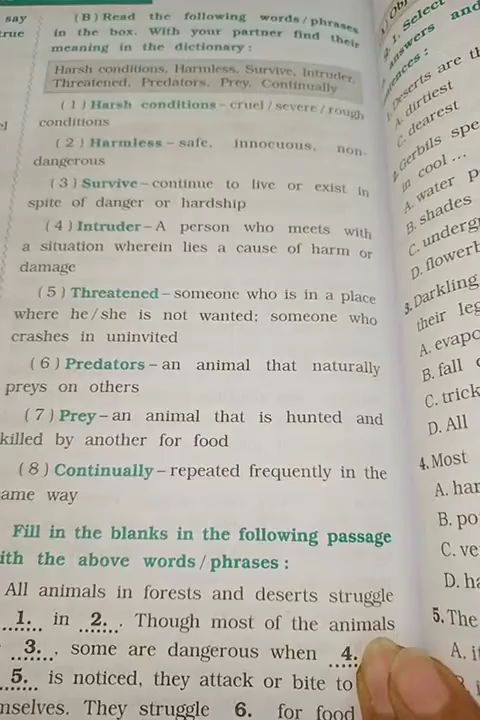 say
true
(B) Read the following words/phrases
in the box. With your partner find their
meaning in the dictionary :
Harsh conditions, Harmless, Survive, Intruder,
Threatened, Predators, Prey, Continually
(1) Harsh conditions – cruel/severe/rough
conditions
(2) Harmless – safe, innocuous, non-
dangerous
(3) Survive – continue to live or exist in
spite of danger or hardship
(4) Intruder – A person who meets with
a situation wherein lies a cause of harm or
damage
(5) Threatened – someone who is in a place
where he/she is not wanted; someone who
crashes in uninvited
(6) Predators – an animal that naturally
preys on others
(7) Prey – an animal that is hunted and
killed by another for food
(8) Continually – repeated frequently in the
ame way
Fill in the blanks in the following passage
ith the above words/phrases :
All animals in forests and deserts struggle
..1:.. in ..2:... Though most of the animals
..3:..., some are dangerous when ..4:
..5:.. is noticed, they attack or bite to
mselves. They struggle 6. for food
1. Select
answers and
Deserts are th
A. dirtiest
C. dearest
2. Gerbils spe
in cool ...
A. water p
B. shades
C. undergr
D. flowerb
3. Darkling
their leg
A. evapo
B. fall
C. trick
D. All
4. Most
A. har
B. po
C. ve
D. ha
5. The
A. i